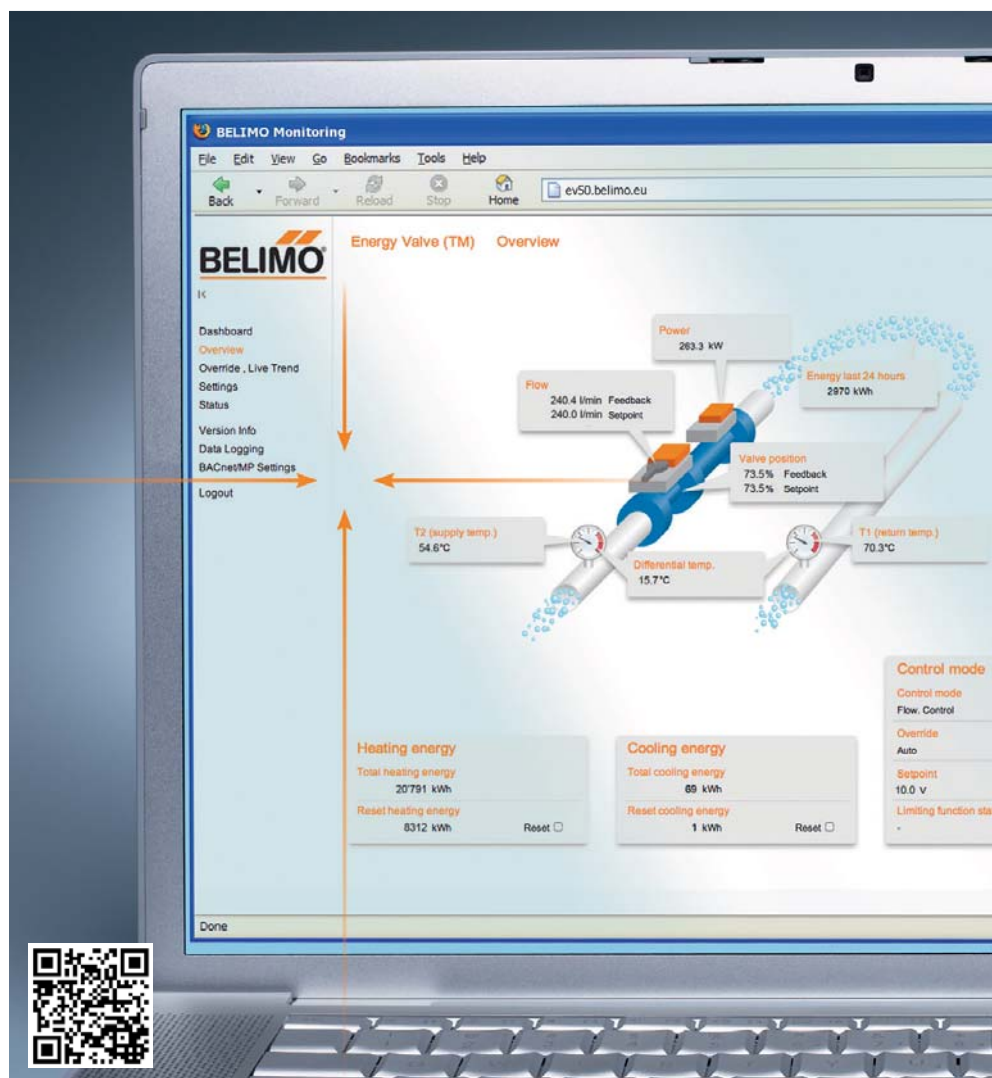 BELIMO Monitoring
File Edit View Go Bookmarks Tools Help
Back Forward Reload Stop Home ev50.belimo.eu
BELIMO
Energy Valve (TM) Overview
Dashboard
Overview
Override , Live Trend
Settings
Status
Version Info
Data Logging
BACnet/MP Settings
Logout
Power
263.3 kW
Energy last 24 hours
2970 kWh
Flow
240.4 l/min Feedback
240.0 l/min Setpoint
Valve position
73.5% Feedback
73.5% Setpoint
T2 (supply temp.)
54.6°C
T1 (return temp.)
70.3°C
Differential temp.
15.7°C
Control mode
Control mode
Flow. Control
Override
Auto
Setpoint
10.0 V
Limiting function sta
-
Heating energy
Total heating energy
20'791 kWh
Reset heating energy
8312 kWh Reset
Cooling energy
Total cooling energy
69 kWh
Reset cooling energy
1 kWh Reset
Done